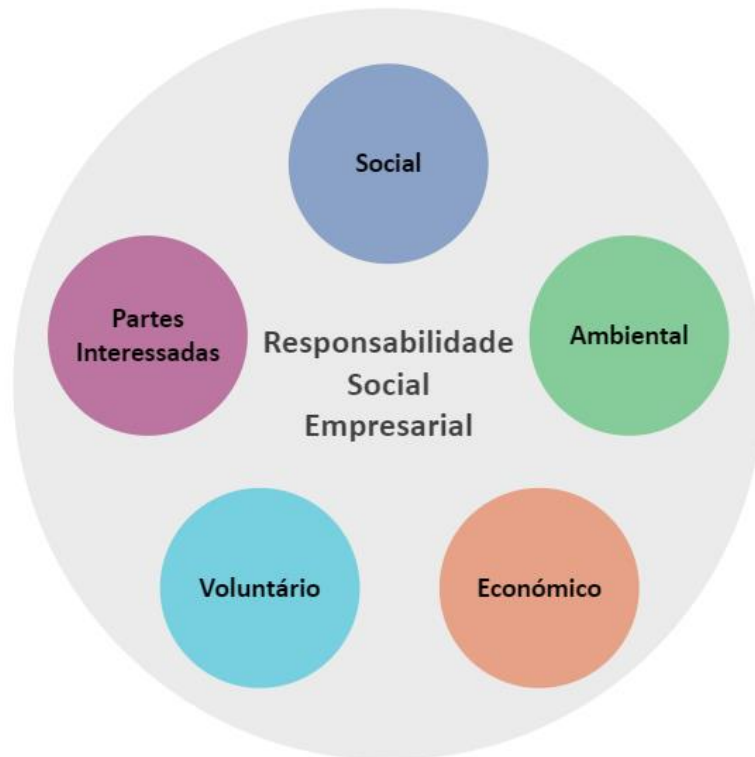 Social
Partes
Interessadas
Responsabilidade
Social
Empresarial
Ambiental
Voluntário
Económico